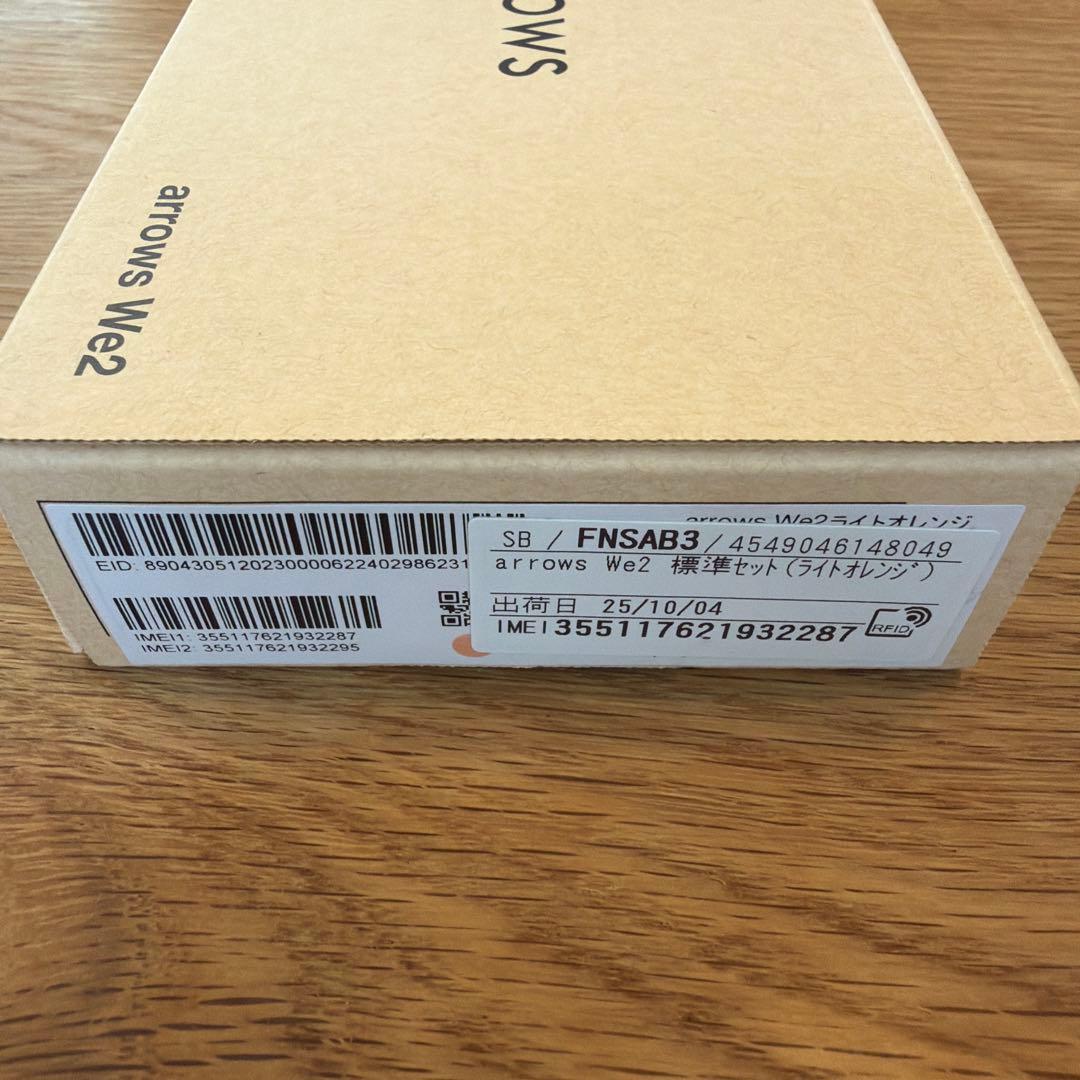 OWS
arrows We2
arrows We2ライトオレンジ
EID: 8904305120230000622402986231
IMEI1: 355117621932287
IMEI2: 355117621932295
SB / FNSAB3 / 4549046148049
arrows We2 標準ｾｯﾄ(ﾗｲﾄｵﾚﾝｼﾞ)
出荷日 25/10/04
IMEI 355117621932287
RFID